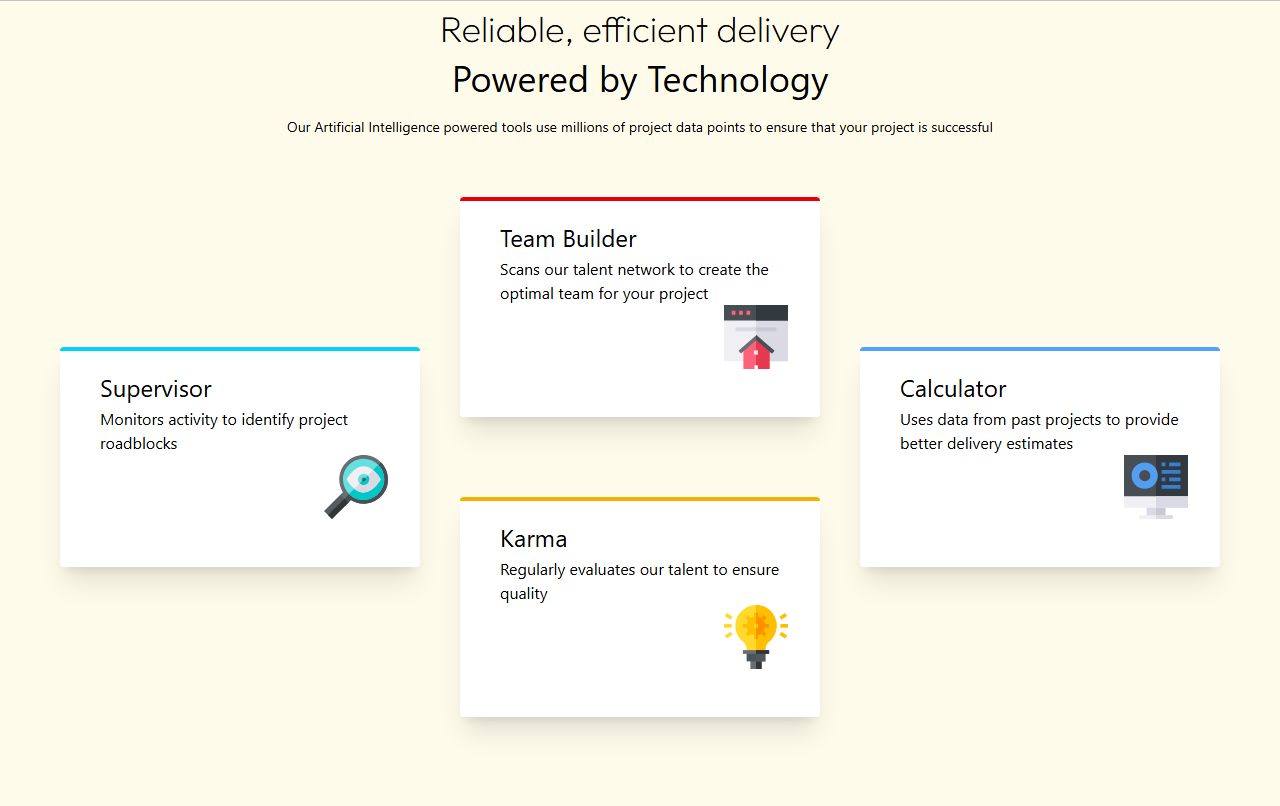 Reliable, efficient delivery
Powered by Technology
Our Artificial Intelligence powered tools use millions of project data points to ensure that your project is successful
Team Builder
Scans our talent network to create the
optimal team for your project
Supervisor
Monitors activity to identify project
roadblocks
Calculator
Uses data from past projects to provide
better delivery estimates
Karma
Regularly evaluates our talent to ensure
quality